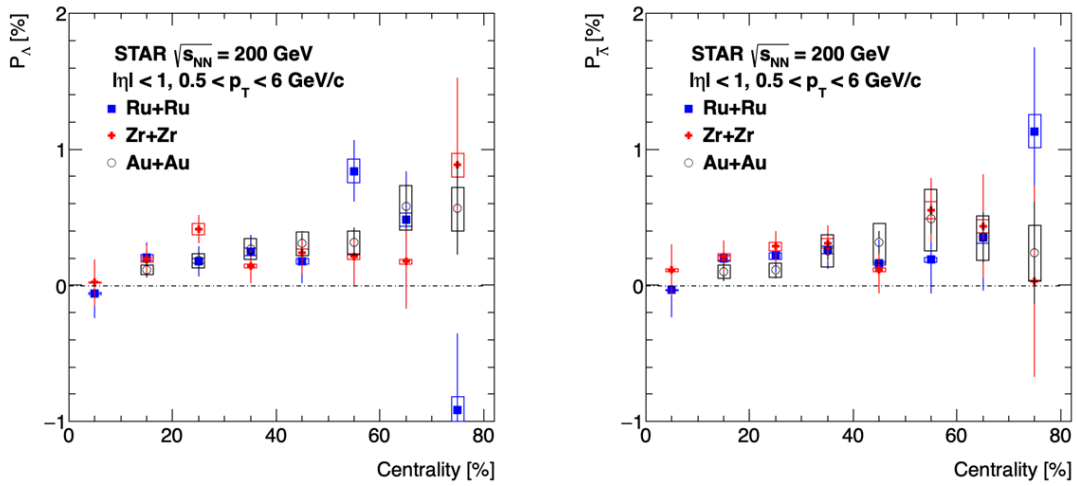 P_Λ [%]
2
1
0
−1
STAR √s_NN = 200 GeV
|η| < 1, 0.5 < p_T < 6 GeV/c
Ru+Ru
Zr+Zr
Au+Au
0 20 40 60 80
Centrality [%]
P_Λ̄ [%]
2
1
0
−1
STAR √s_NN = 200 GeV
|η| < 1, 0.5 < p_T < 6 GeV/c
Ru+Ru
Zr+Zr
Au+Au
0 20 40 60 80
Centrality [%]